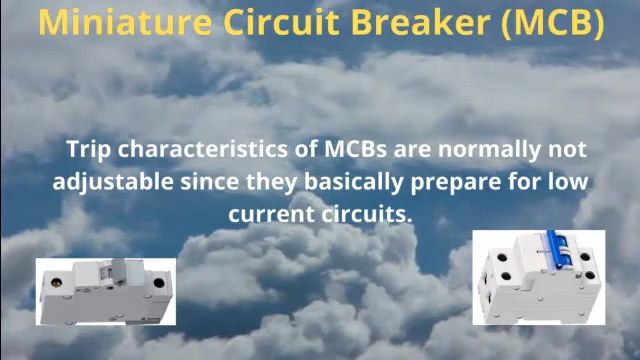 Miniature Circuit Breaker (MCB)
Trip characteristics of MCBs are normally not
adjustable since they basically prepare for low
current circuits.